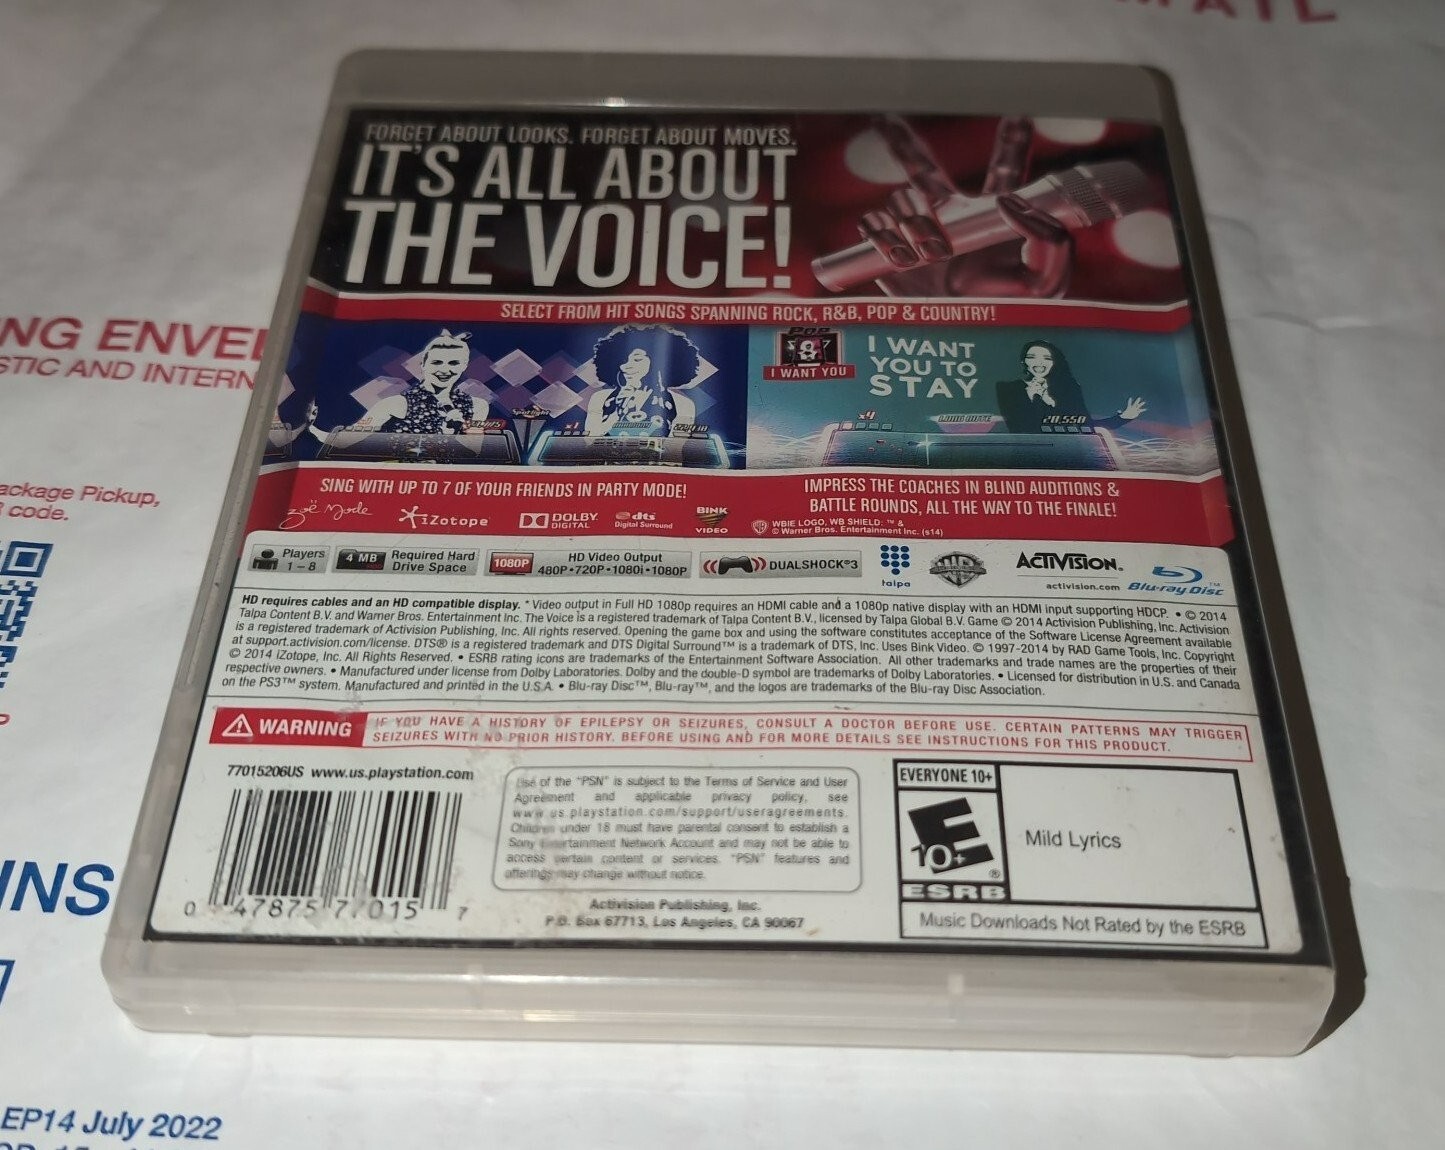 MAIL
FORGET ABOUT LOOKS. FORGET ABOUT MOVES.
IT'S ALL ABOUT
THE VOICE!
SELECT FROM HIT SONGS SPANNING ROCK, R&B, POP & COUNTRY!
Pop
I WANT YOU
I WANT
YOU TO
STAY
x4
LONG NOTE
28,550
Spotlight
x1
SING WITH UP TO 7 OF YOUR FRIENDS IN PARTY MODE!
IMPRESS THE COACHES IN BLIND AUDITIONS &
BATTLE ROUNDS, ALL THE WAY TO THE FINALE!
zoë mode
iZotope
DOLBY
DIGITAL
dts
Digital Surround
BINK
VIDEO
WBIE LOGO, WB SHIELD: ™ &
© Warner Bros. Entertainment Inc. (s14)
Players
1 – 8
4 MB
Required Hard
Drive Space
1080P
HD Video Output
480P•720P•1080i•1080P
DUALSHOCK®3
talpa
ACTIVISION.
activision.com
Blu-ray Disc™
HD requires cables and an HD compatible display. * Video output in Full HD 1080p requires an HDMI cable and a 1080p native display with an HDMI input supporting HDCP. • © 2014
Talpa Content B.V. and Warner Bros. Entertainment Inc. The Voice is a registered trademark of Talpa Content B.V., licensed by Talpa Global B.V. Game © 2014 Activision Publishing, Inc. Activision
is a registered trademark of Activision Publishing, Inc. All rights reserved. Opening the game box and using the software constitutes acceptance of the Software License Agreement available
at support.activision.com/license. DTS® is a registered trademark and DTS Digital Surround™ is a trademark of DTS, Inc. Uses Bink Video. © 1997-2014 by RAD Game Tools, Inc. Copyright
© 2014 iZotope, Inc. All Rights Reserved. • ESRB rating icons are trademarks of the Entertainment Software Association. All other trademarks and trade names are the properties of their
respective owners. • Manufactured under license from Dolby Laboratories. Dolby and the double-D symbol are trademarks of Dolby Laboratories. • Licensed for distribution in U.S. and Canada
on the PS3™ system. Manufactured and printed in the U.S.A. • Blu-ray Disc™, Blu-ray™, and the logos are trademarks of the Blu-ray Disc Association.
WARNING
IF YOU HAVE A HISTORY OF EPILEPSY OR SEIZURES, CONSULT A DOCTOR BEFORE USE. CERTAIN PATTERNS MAY TRIGGER
SEIZURES WITH NO PRIOR HISTORY. BEFORE USING AND FOR MORE DETAILS SEE INSTRUCTIONS FOR THIS PRODUCT.
77015206US www.us.playstation.com
0 47875 77015 7
Use of the "PSN" is subject to the Terms of Service and User
Agreement and applicable privacy policy, see
www.us.playstation.com/support/useragreements.
Children under 18 must have parental consent to establish a
Sony Entertainment Network Account and may not be able to
access certain content or services. "PSN" features and
offerings may change without notice.
Activision Publishing, Inc.
P.O. Box 67713, Los Angeles, CA 90067
EVERYONE 10+
E
10+
®
ESRB
Mild Lyrics
Music Downloads Not Rated by the ESRB
NG ENVEL
STIC AND INTERN
ackage Pickup,
code.
INS
EP14 July 2022